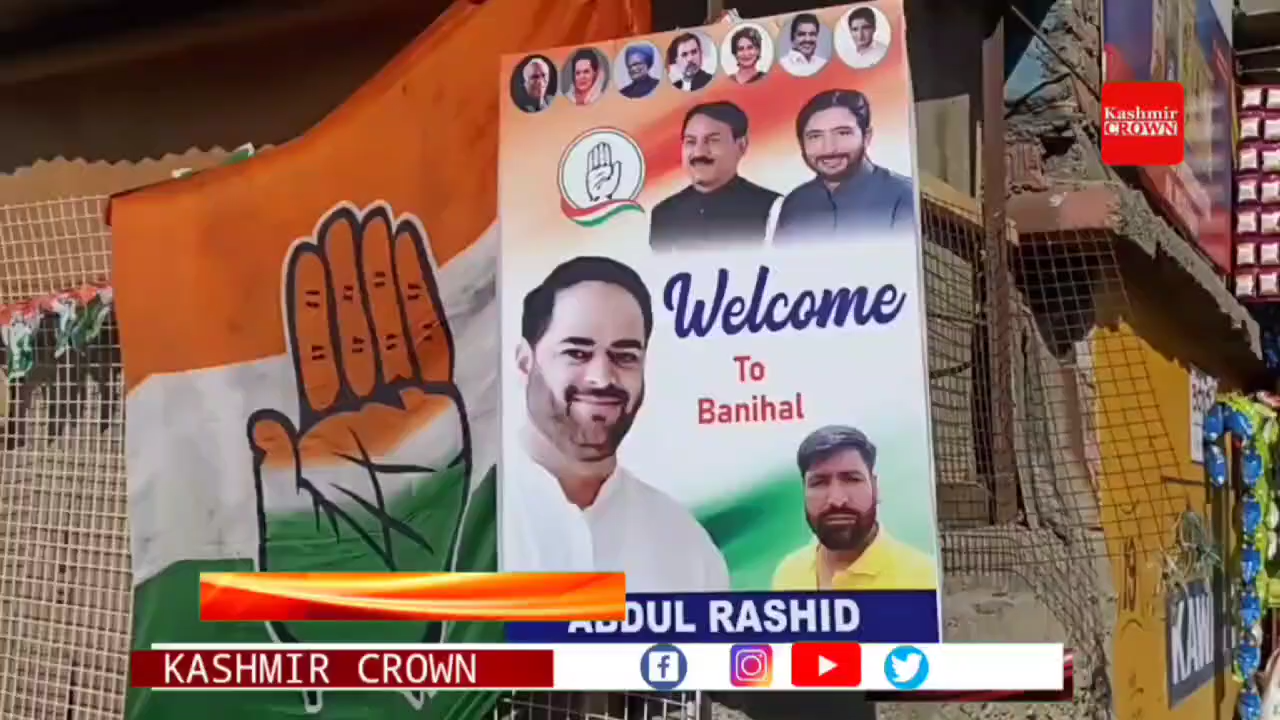 Kashmir
CROWN
Welcome
To
Banihal
ABDUL RASHID
KASHMIR CROWN